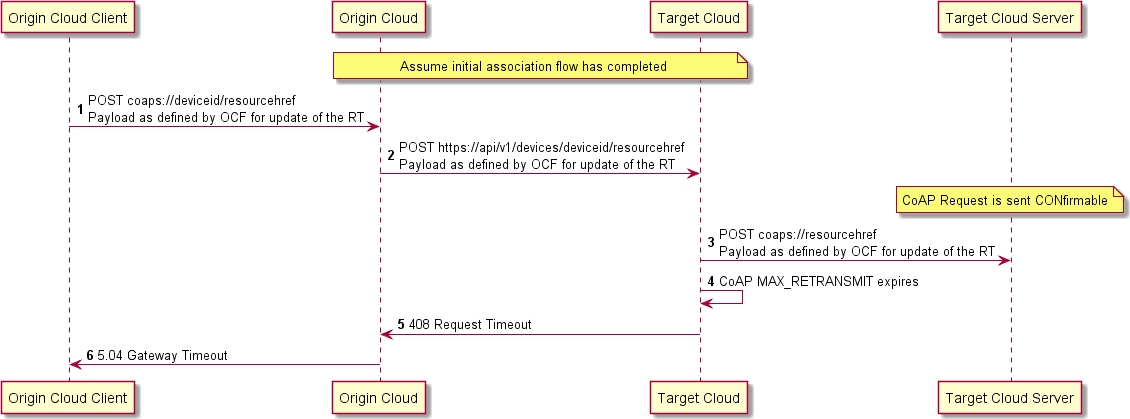 Origin Cloud Client
Origin Cloud
Target Cloud
Target Cloud Server
Assume initial association flow has completed
1 POST coaps://deviceid/resourcehref
Payload as defined by OCF for update of the RT
2 POST https://api/v1/devices/deviceid/resourcehref
Payload as defined by OCF for update of the RT
CoAP Request is sent CONfirmable
3 POST coaps://resourcehref
Payload as defined by OCF for update of the RT
4 CoAP MAX_RETRANSMIT expires
5 408 Request Timeout
6 5.04 Gateway Timeout
Origin Cloud Client
Origin Cloud
Target Cloud
Target Cloud Server